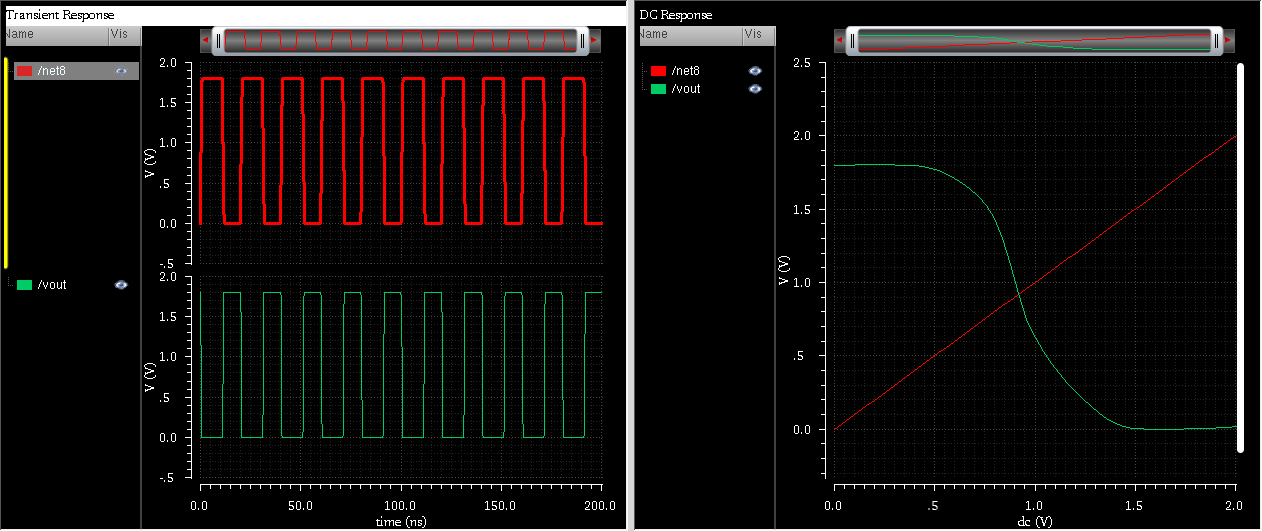 Transient Response
Name Vis
/net8
2.0
1.5
1.0
.5
0.0
-.5
V (V)
/vout
2.0
1.5
1.0
.5
0.0
-.5
V (V)
0.0 50.0 100.0 150.0 200.0
time (ns)
DC Response
Name Vis
/net8
/vout
2.5
2.0
1.5
1.0
.5
0.0
V (V)
0.0 .5 1.0 1.5 2.0
dc (V)